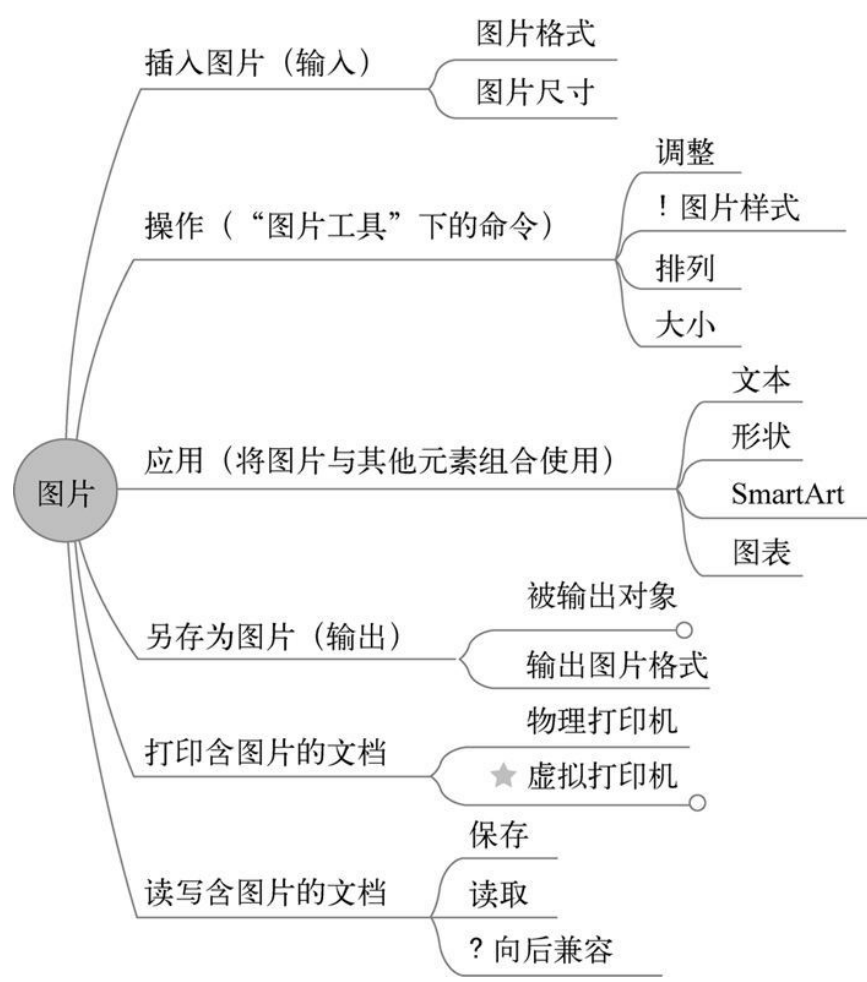 插入图片（输入）
图片格式
图片尺寸
操作（“图片工具”下的命令）
调整
！图片样式
排列
大小
图片
应用（将图片与其他元素组合使用）
文本
形状
SmartArt
图表
另存为图片（输出）
被输出对象
输出图片格式
打印含图片的文档
物理打印机
★ 虚拟打印机
读写含图片的文档
保存
读取
？向后兼容